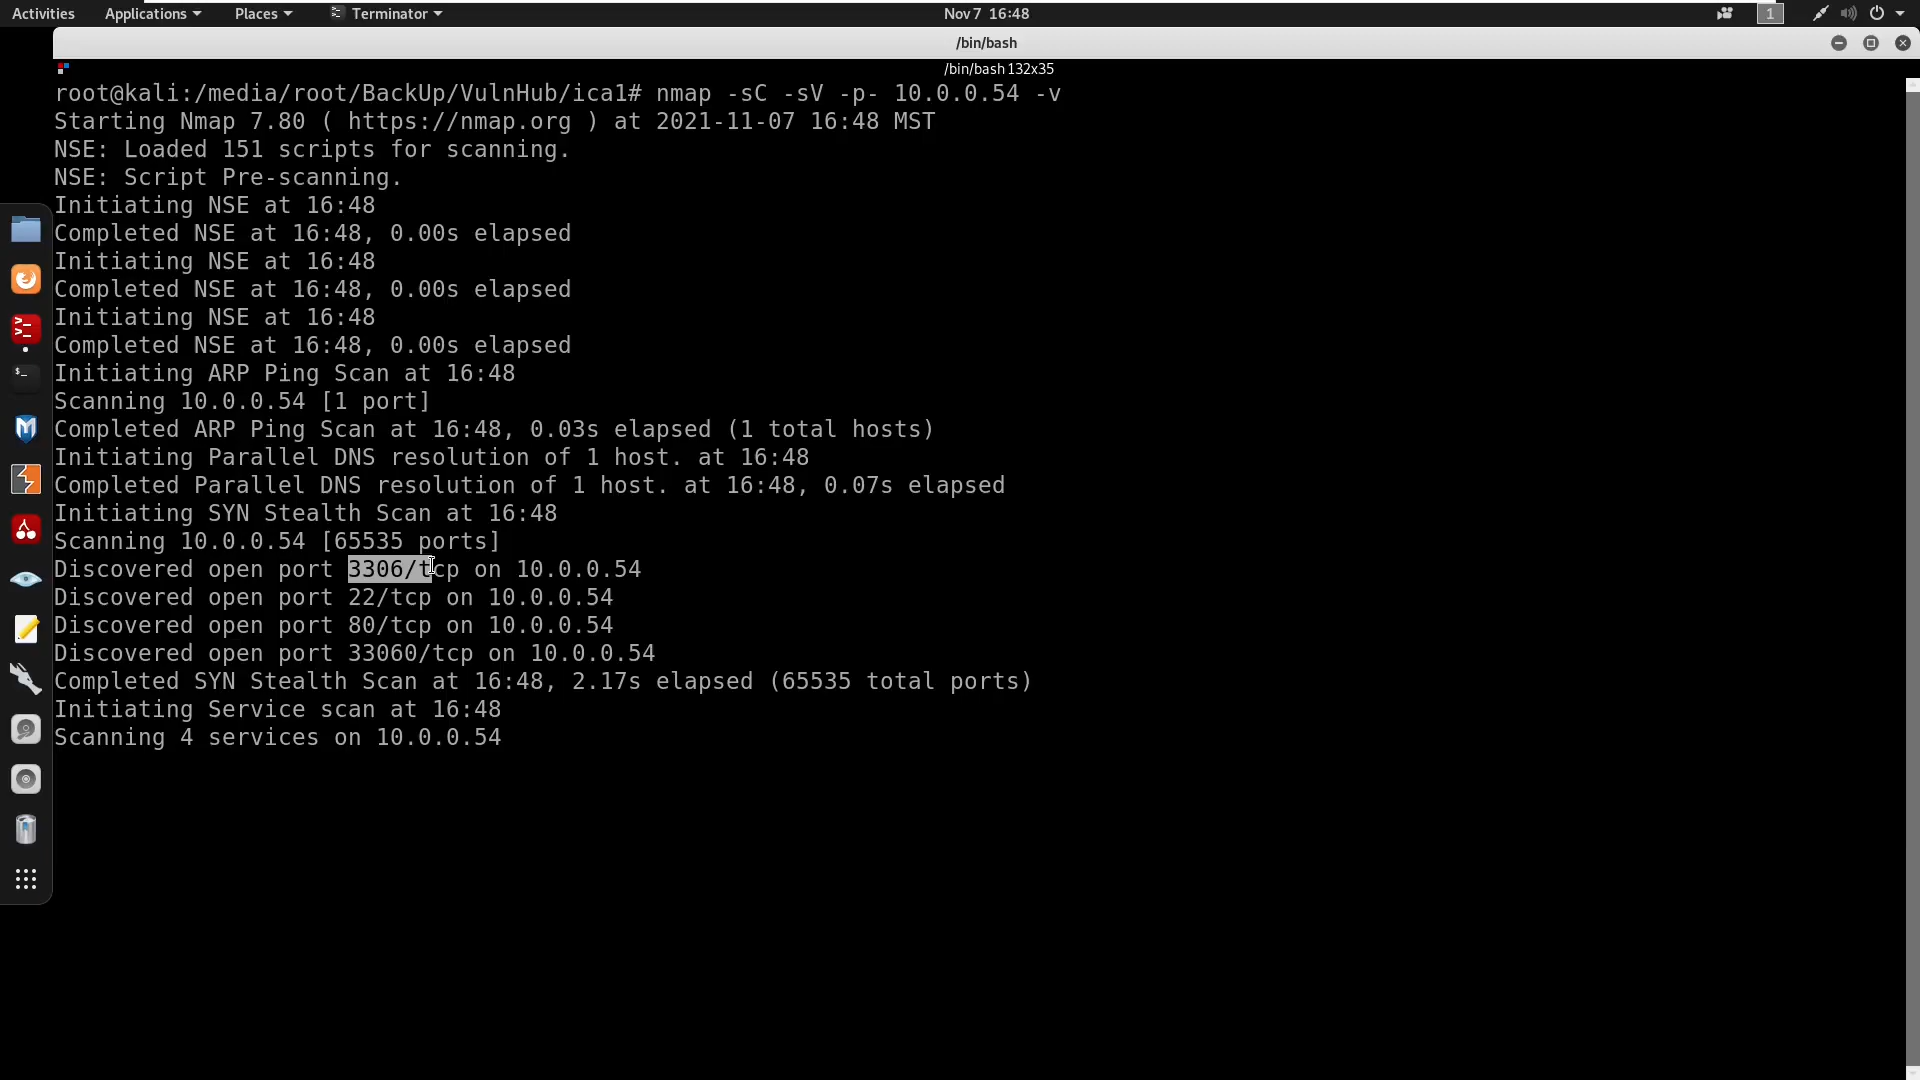 Activities Applications Places Terminator Nov 7 16:48 1
/bin/bash
/bin/bash 132x35
root@kali:/media/root/BackUp/VulnHub/ica1# nmap -sC -sV -p- 10.0.0.54 -v
Starting Nmap 7.80 ( https://nmap.org ) at 2021-11-07 16:48 MST
NSE: Loaded 151 scripts for scanning.
NSE: Script Pre-scanning.
Initiating NSE at 16:48
Completed NSE at 16:48, 0.00s elapsed
Initiating NSE at 16:48
Completed NSE at 16:48, 0.00s elapsed
Initiating NSE at 16:48
Completed NSE at 16:48, 0.00s elapsed
Initiating ARP Ping Scan at 16:48
Scanning 10.0.0.54 [1 port]
Completed ARP Ping Scan at 16:48, 0.03s elapsed (1 total hosts)
Initiating Parallel DNS resolution of 1 host. at 16:48
Completed Parallel DNS resolution of 1 host. at 16:48, 0.07s elapsed
Initiating SYN Stealth Scan at 16:48
Scanning 10.0.0.54 [65535 ports]
Discovered open port 3306/tcp on 10.0.0.54
Discovered open port 22/tcp on 10.0.0.54
Discovered open port 80/tcp on 10.0.0.54
Discovered open port 33060/tcp on 10.0.0.54
Completed SYN Stealth Scan at 16:48, 2.17s elapsed (65535 total ports)
Initiating Service scan at 16:48
Scanning 4 services on 10.0.0.54